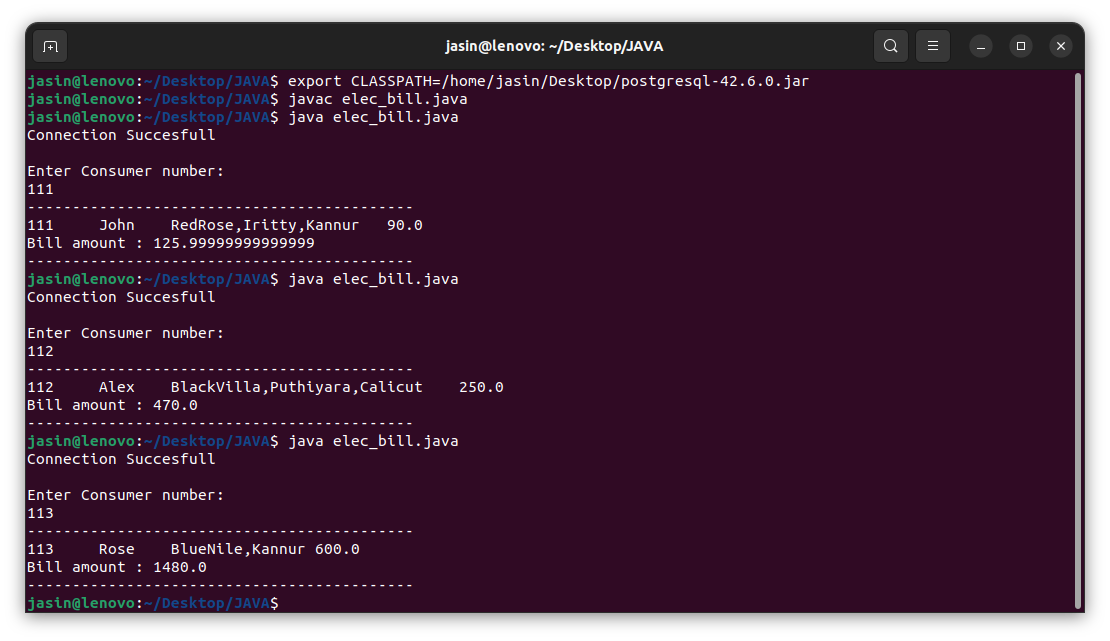 jasin@lenovo: ~/Desktop/JAVA
jasin@lenovo:~/Desktop/JAVA$ export CLASSPATH=/home/jasin/Desktop/postgresql-42.6.0.jar
jasin@lenovo:~/Desktop/JAVA$ javac elec_bill.java
jasin@lenovo:~/Desktop/JAVA$ java elec_bill.java
Connection Succesfull
Enter Consumer number:
111
-------------------------------------------
111     John    RedRose,Iritty,Kannur   90.0
Bill amount : 125.99999999999999
-------------------------------------------
jasin@lenovo:~/Desktop/JAVA$ java elec_bill.java
Connection Succesfull
Enter Consumer number:
112
-------------------------------------------
112     Alex    BlackVilla,Puthiyara,Calicut    250.0
Bill amount : 470.0
-------------------------------------------
jasin@lenovo:~/Desktop/JAVA$ java elec_bill.java
Connection Succesfull
Enter Consumer number:
113
-------------------------------------------
113     Rose    BlueNile,Kannur 600.0
Bill amount : 1480.0
-------------------------------------------
jasin@lenovo:~/Desktop/JAVA$